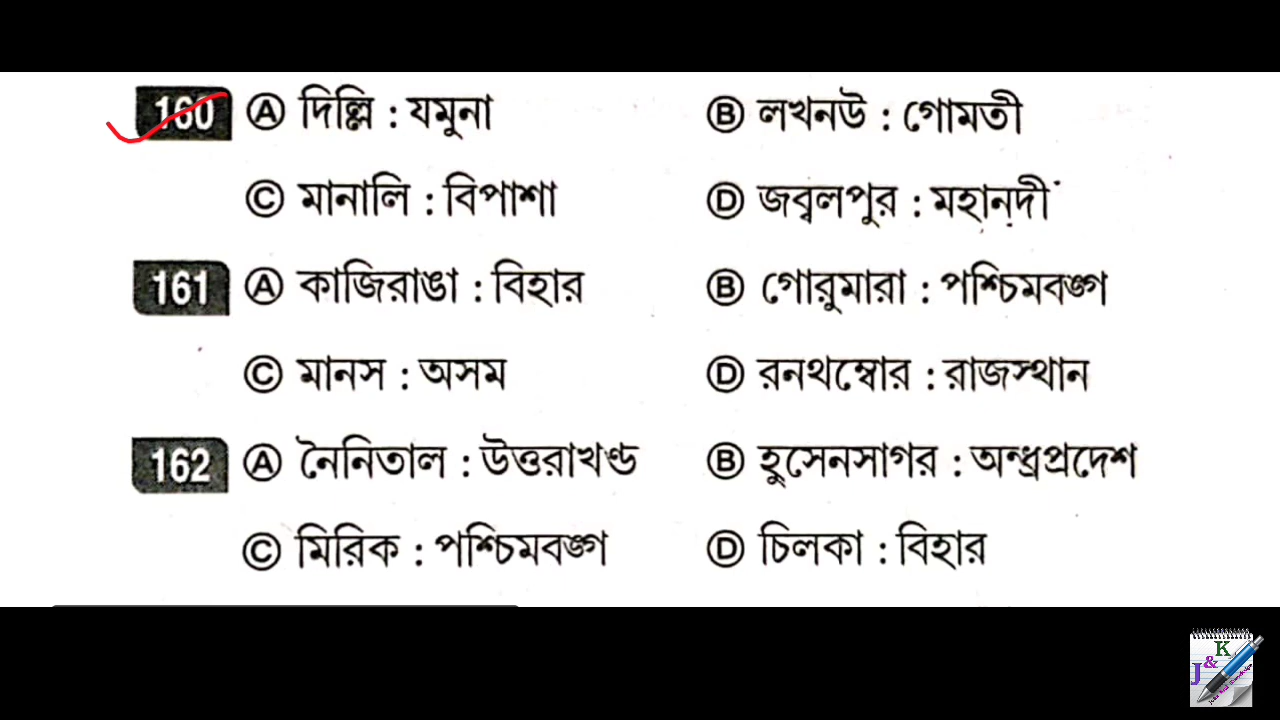 160 Ⓐ দিল্লি : যমুনা Ⓑ লখনউ : গোমতী
Ⓒ মানালি : বিপাশা Ⓓ জব্বলপুর : মহানদী
161 Ⓐ কাজিরাঙা : বিহার Ⓑ গোরুমারা : পশ্চিমবঙ্গ
Ⓒ মানস : অসম Ⓓ রনথম্বোর : রাজস্থান
162 Ⓐ নৈনিতাল : উত্তরাখণ্ড Ⓑ হুসেনসাগর : অন্ধ্রপ্রদেশ
Ⓒ মিরিক : পশ্চিমবঙ্গ Ⓓ চিলকা : বিহার
J&K